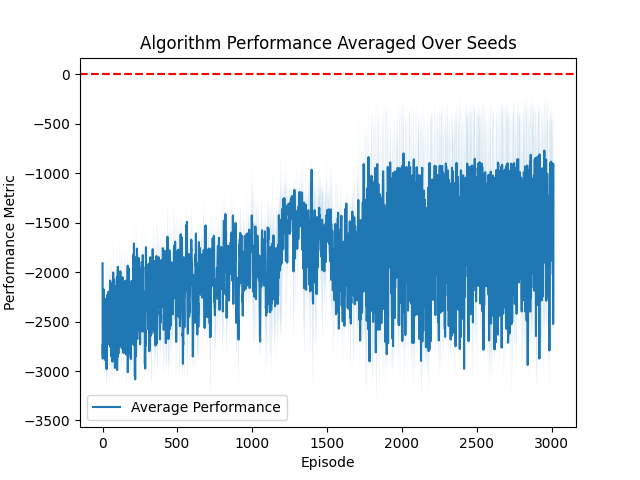 Algorithm Performance Averaged Over Seeds
0
−500
−1000
−1500
−2000
−2500
−3000
−3500
Performance Metric
Average Performance
0 500 1000 1500 2000 2500 3000
Episode